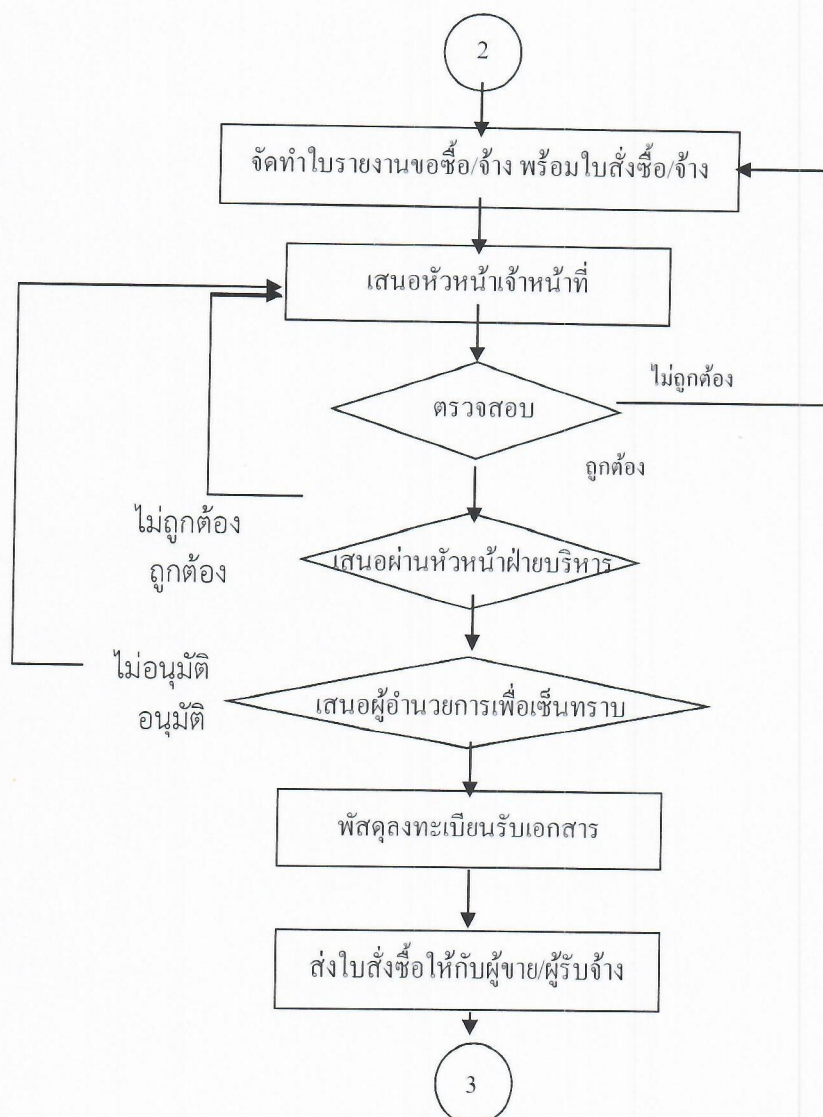 2
จัดทำใบรายงานขอซื้อ/จ้าง พร้อมใบสั่งซื้อ/จ้าง
เสนอหัวหน้าเจ้าหน้าที่
ไม่ถูกต้อง
ตรวจสอบ
ถูกต้อง
ไม่ถูกต้อง
ถูกต้อง
เสนอผ่านหัวหน้าฝ่ายบริหาร
ไม่อนุมัติ
อนุมัติ
เสนอผู้อำนวยการเพื่อเซ็นทราบ
พัสดุลงทะเบียนรับเอกสาร
ส่งใบสั่งซื้อให้กับผู้ขาย/ผู้รับจ้าง
3